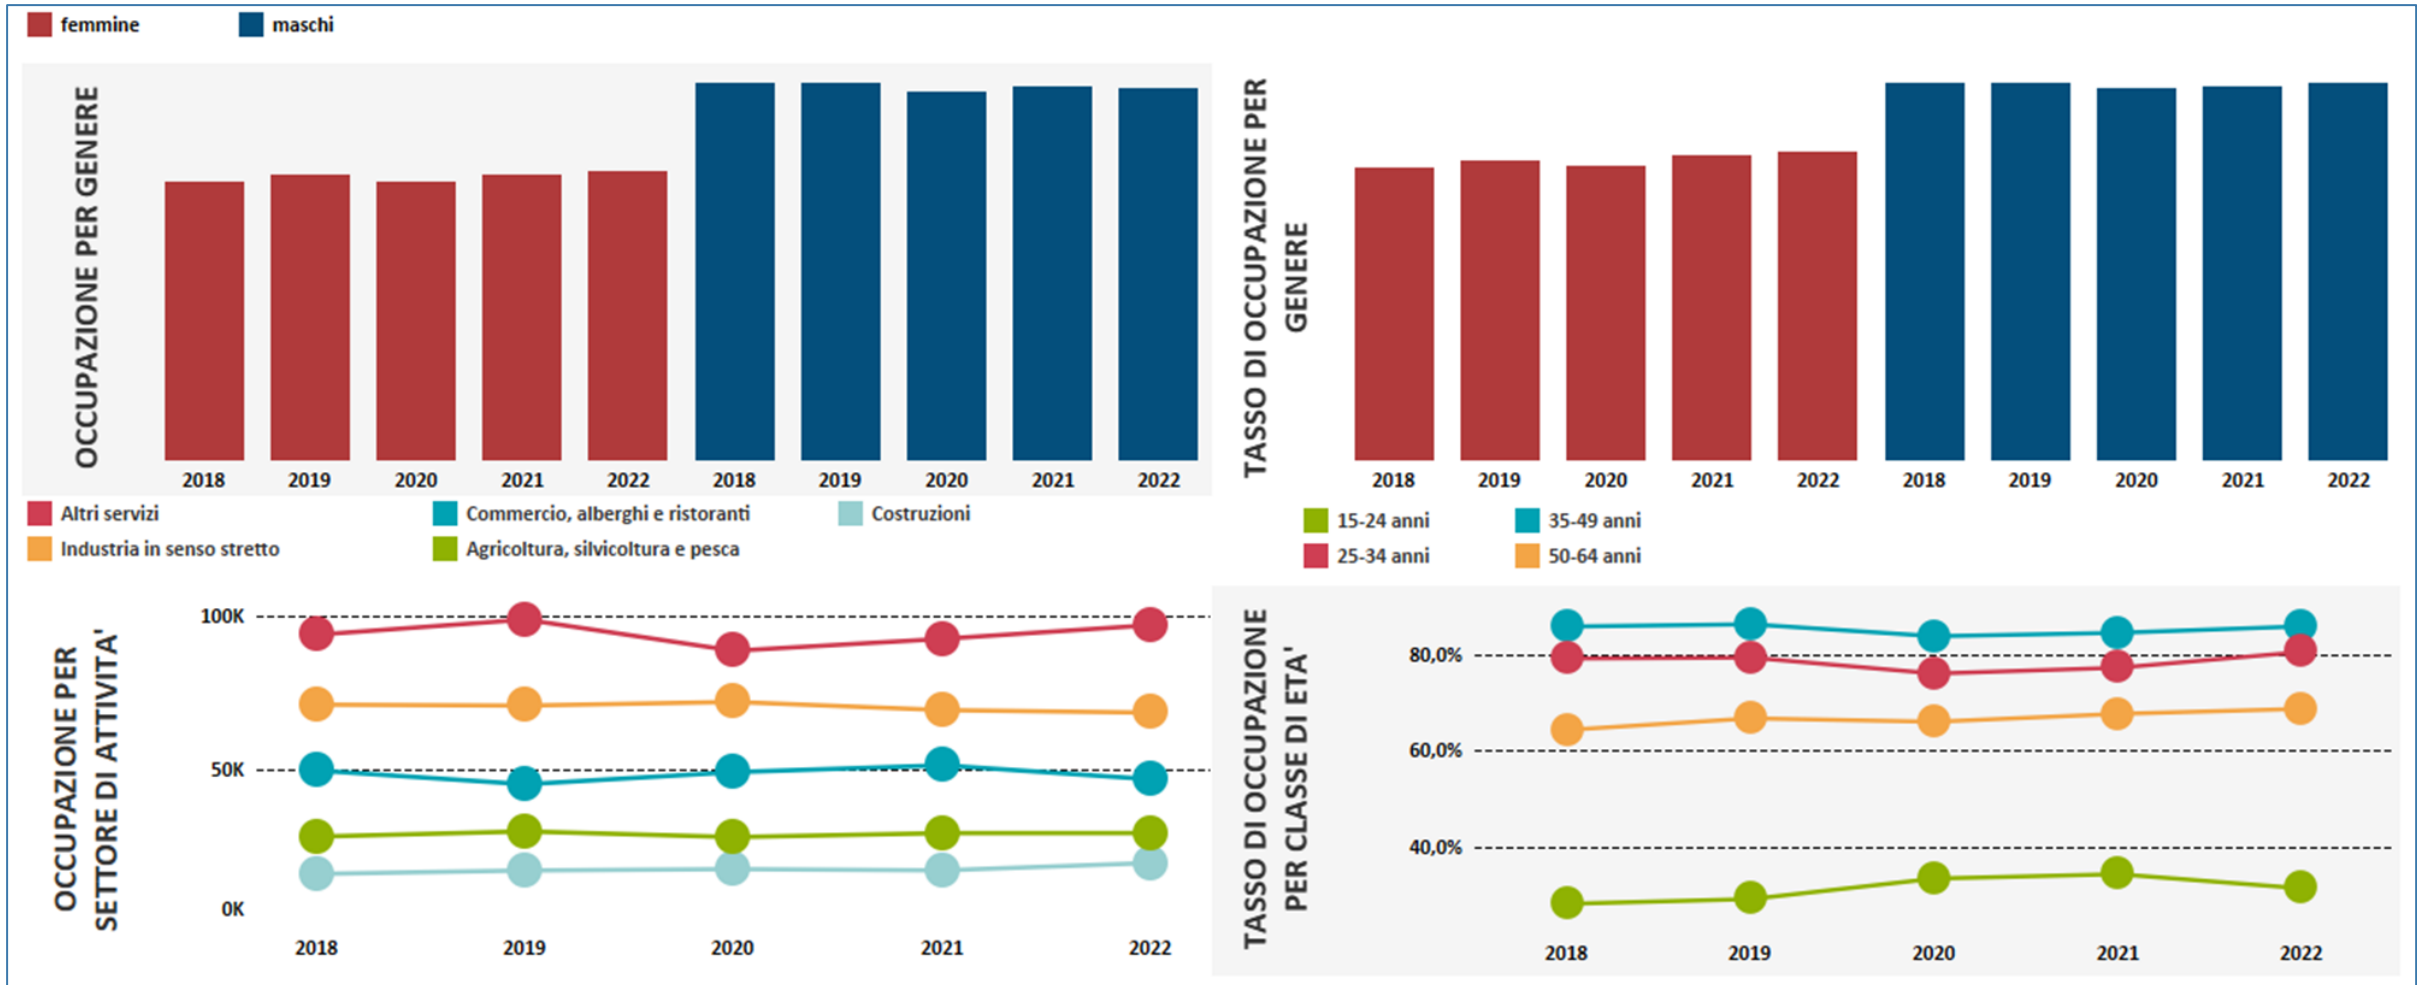 femmine
maschi
OCCUPAZIONE PER GENERE
2018
2019
2020
2021
2022
2018
2019
2020
2021
2022
TASSO DI OCCUPAZIONE PER
GENERE
2018
2019
2020
2021
2022
2018
2019
2020
2021
2022
Altri servizi
Commercio, alberghi e ristoranti
Costruzioni
Industria in senso stretto
Agricoltura, silvicoltura e pesca
OCCUPAZIONE PER
SETTORE DI ATTIVITA'
100K
50K
0K
2018
2019
2020
2021
2022
15-24 anni
35-49 anni
25-34 anni
50-64 anni
TASSO DI OCCUPAZIONE
PER CLASSE DI ETA'
80,0%
60,0%
40,0%
2018
2019
2020
2021
2022